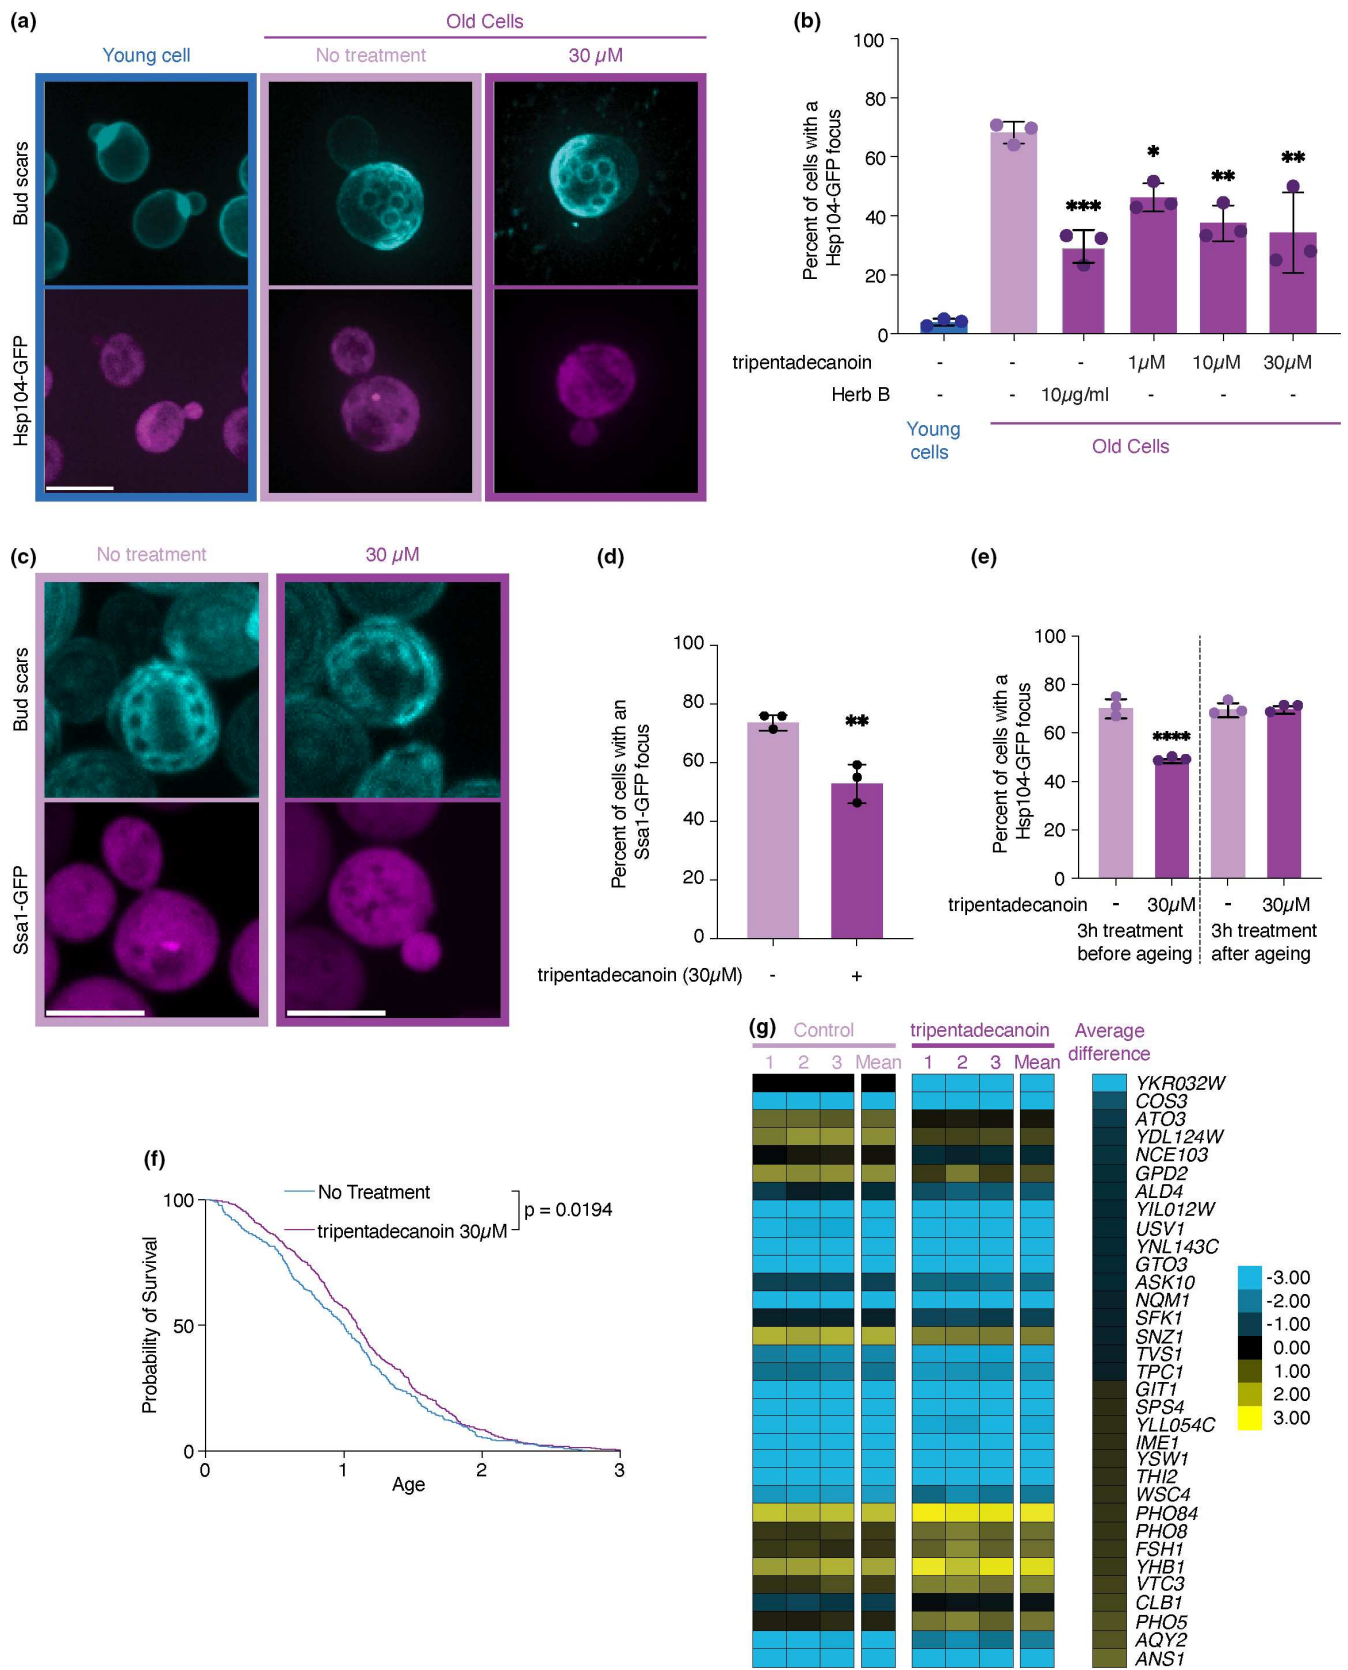 (a)
Old Cells
Young cell
No treatment
30 µM
Bud scars
Hsp104-GFP
(b)
Percent of cells with a
Hsp104-GFP focus
100
80
60
40
20
0
***
*
**
**
tripentadecanoin - - - 1µM 10µM 30µM
Herb B - - 10µg/ml - - -
Young
cells
Old Cells
(c)
No treatment
30 µM
Bud scars
Ssa1-GFP
(d)
Percent of cells with an
Ssa1-GFP focus
100
80
60
40
20
0
**
tripentadecanoin (30µM) - +
(e)
Percent of cells with a
Hsp104-GFP focus
100
80
60
40
20
0
****
tripentadecanoin - 30µM - 30µM
3h treatment
before ageing
3h treatment
after ageing
(f)
Probability of Survival
100
50
0
No Treatment
tripentadecanoin 30µM
p = 0.0194
0 1 2 3
Age
(g)
Control
tripentadecanoin
Average
difference
1 2 3 Mean 1 2 3 Mean
YKR032W
COS3
ATO3
YDL124W
NCE103
GPD2
ALD4
YIL012W
USV1
YNL143C
GTO3
ASK10
NQM1
SFK1
SNZ1
TVS1
TPC1
GIT1
SPS4
YLL054C
IME1
YSW1
THI2
WSC4
PHO84
PHO8
FSH1
YHB1
VTC3
CLB1
PHO5
AQY2
ANS1
-3.00
-2.00
-1.00
0.00
1.00
2.00
3.00